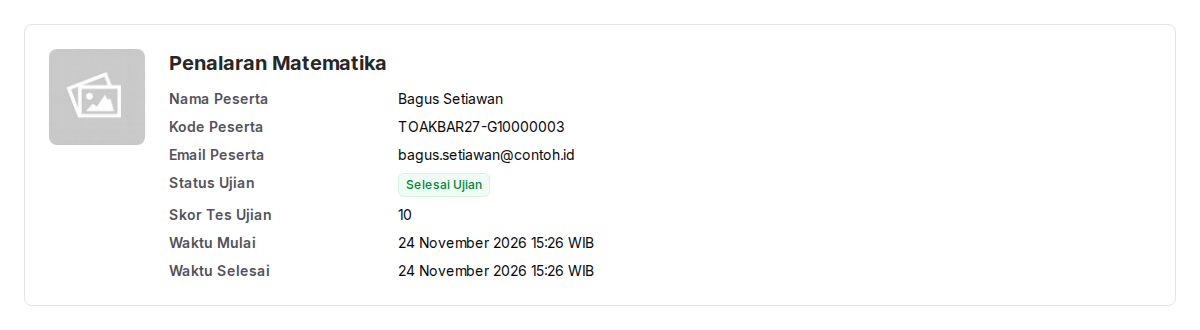 Penalaran Matematika
Nama Peserta Bagus Setiawan
Kode Peserta TOAKBAR27-G10000003
Email Peserta bagus.setiawan@contoh.id
Status Ujian Selesai Ujian
Skor Tes Ujian 10
Waktu Mulai 24 November 2026 15:26 WIB
Waktu Selesai 24 November 2026 15:26 WIB